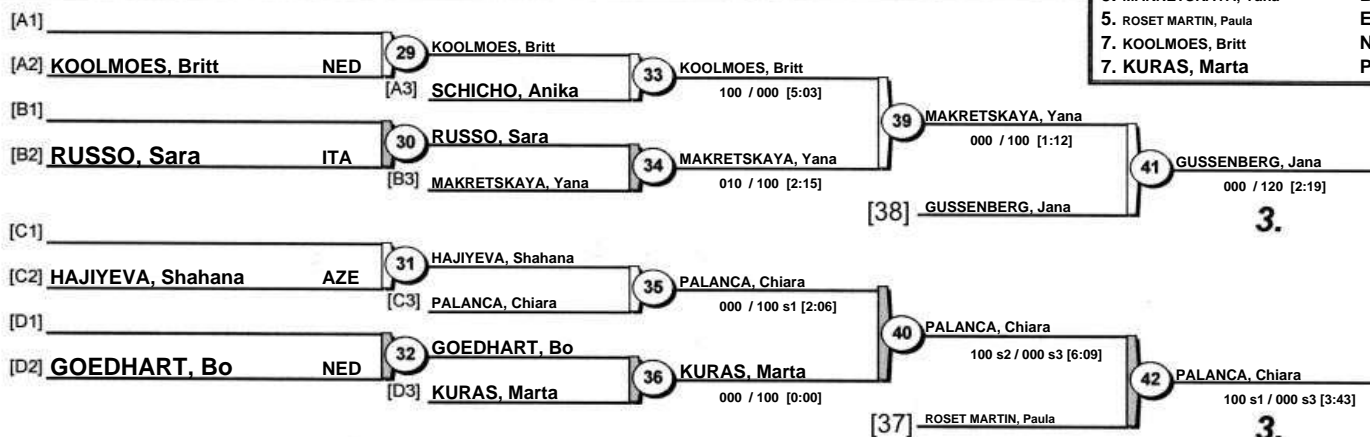 5. ROSET MARTIN, Paula E
7. KOOLMOES, Britt N
7. KURAS, Marta P
[A1]
[A2] KOOLMOES, Britt NED
29
KOOLMOES, Britt
[A3] SCHICHO, Anika
33
KOOLMOES, Britt
100 / 000 [5:03]
[B1]
[B2] RUSSO, Sara ITA
30
RUSSO, Sara
[B3] MAKRETSKAYA, Yana
34
MAKRETSKAYA, Yana
010 / 100 [2:15]
39
MAKRETSKAYA, Yana
000 / 100 [1:12]
[38] GUSSENBERG, Jana
41
GUSSENBERG, Jana
000 / 120 [2:19]
3.
[C1]
[C2] HAJIYEVA, Shahana AZE
31
HAJIYEVA, Shahana
[C3] PALANCA, Chiara
35
PALANCA, Chiara
000 / 100 s1 [2:06]
[D1]
[D2] GOEDHART, Bo NED
32
GOEDHART, Bo
[D3] KURAS, Marta
36
KURAS, Marta
000 / 100 [0:00]
40
PALANCA, Chiara
100 s2 / 000 s3 [6:09]
[37] ROSET MARTIN, Paula
42
PALANCA, Chiara
100 s1 / 000 s3 [3:43]
3.